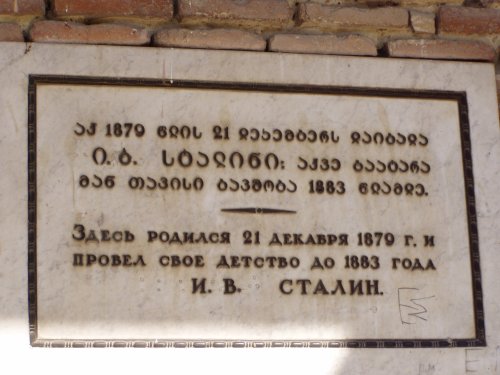 აქ 1879 წლის 21 დეკემბერს დაიბადა
ი. ბ. სტალინი; აქვე გაატარა
მან თავისი ბავშობა 1883 წლამდე.
Здесь родился 21 декабря 1879 г. и
провел свое детство до 1883 года
И. В. Сталин.